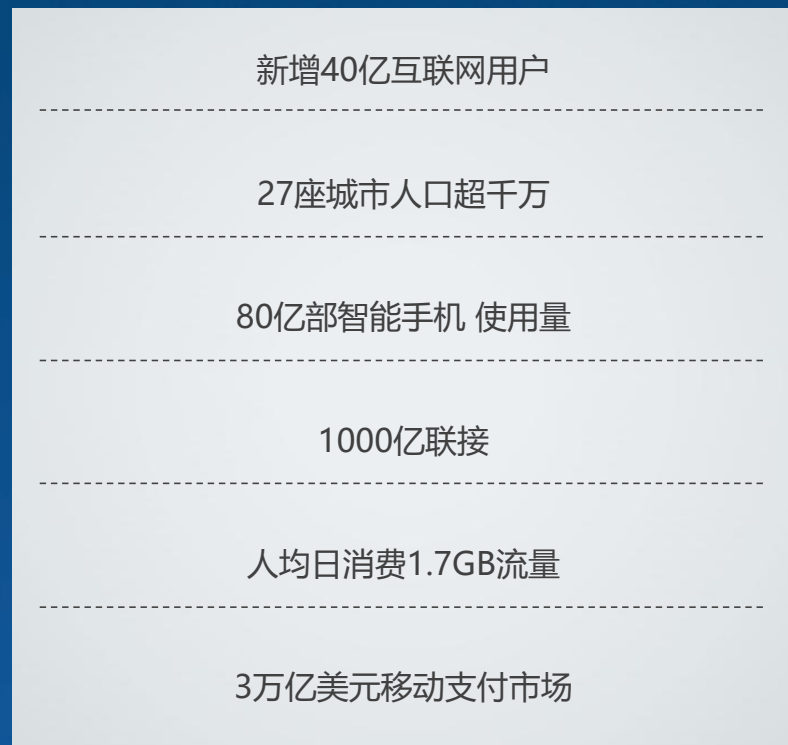 新增40亿互联网用户
27座城市人口超千万
80亿部智能手机 使用量
1000亿联接
人均日消费1.7GB流量
3万亿美元移动支付市场